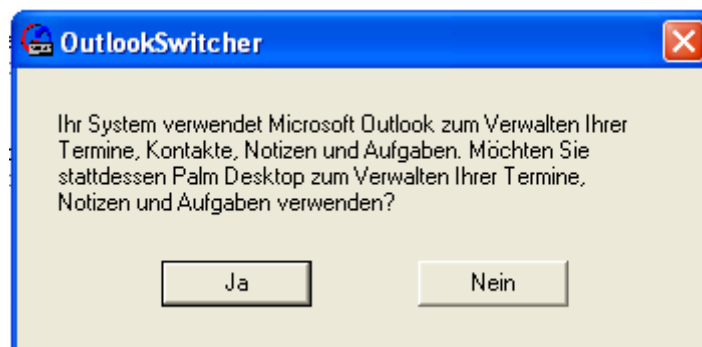 OutlookSwitcher
Ihr System verwendet Microsoft Outlook zum Verwalten Ihrer
Termine, Kontakte, Notizen und Aufgaben. Möchten Sie
stattdessen Palm Desktop zum Verwalten Ihrer Termine,
Notizen und Aufgaben verwenden?
Ja
Nein